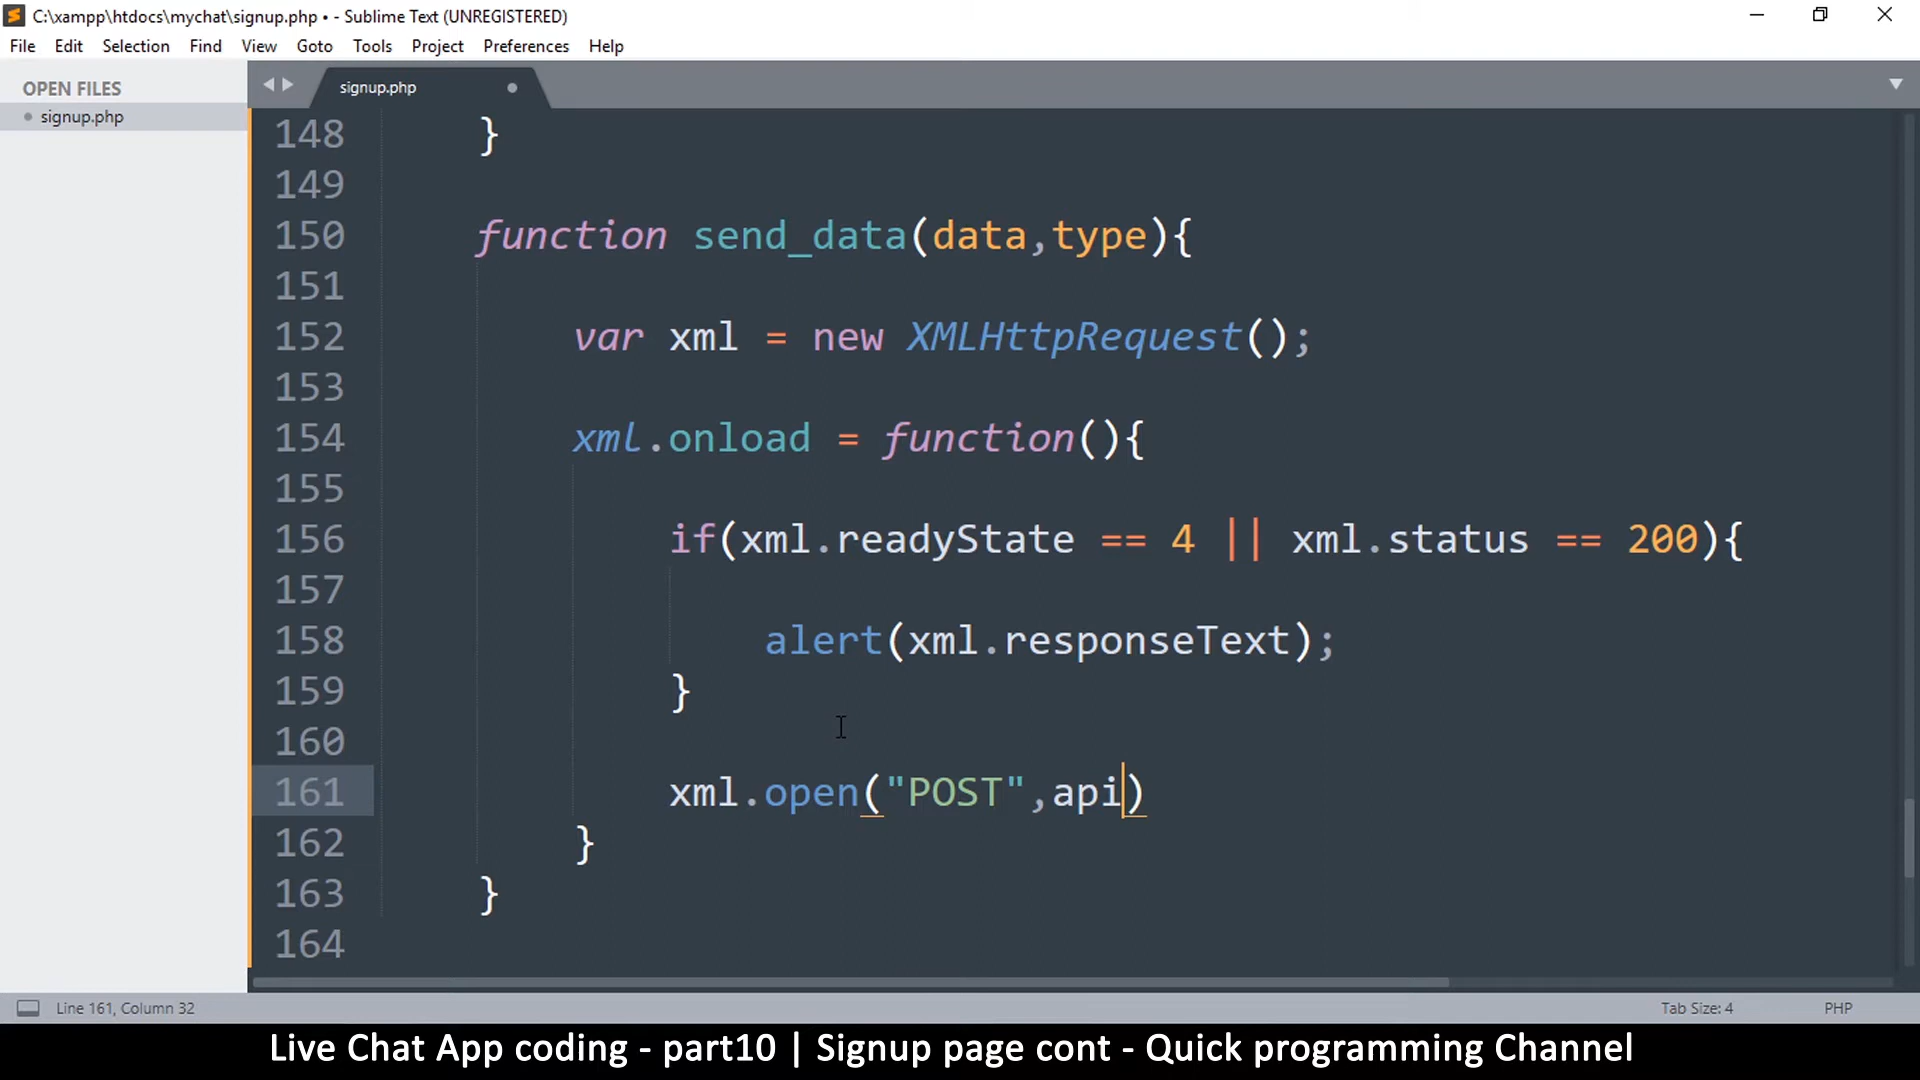 C:\xampp\htdocs\mychat\signup.php • - Sublime Text (UNREGISTERED)
File Edit Selection Find View Goto Tools Project Preferences Help
OPEN FILES
signup.php
signup.php
148 }
149
150 function send_data(data,type){
151
152 var xml = new XMLHttpRequest();
153
154 xml.onload = function(){
155
156 if(xml.readyState == 4 || xml.status == 200){
157
158 alert(xml.responseText);
159 }
160
161 xml.open("POST",api)
162 }
163 }
164
Line 161, Column 32
Tab Size: 4
PHP
Live Chat App coding - part10 | Signup page cont - Quick programming Channel